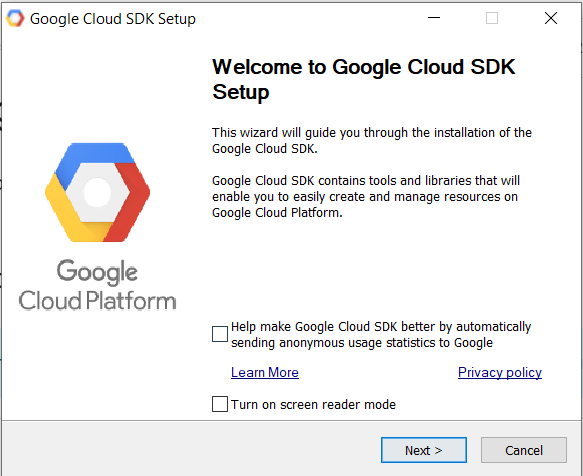 Google Cloud SDK Setup
Welcome to Google Cloud SDK
Setup
This wizard will guide you through the installation of the
Google Cloud SDK.
Google Cloud SDK contains tools and libraries that will
enable you to easily create and manage resources on
Google Cloud Platform.
Google
Cloud Platform
Help make Google Cloud SDK better by automatically
sending anonymous usage statistics to Google
Learn More
Privacy policy
Turn on screen reader mode
Next >
Cancel